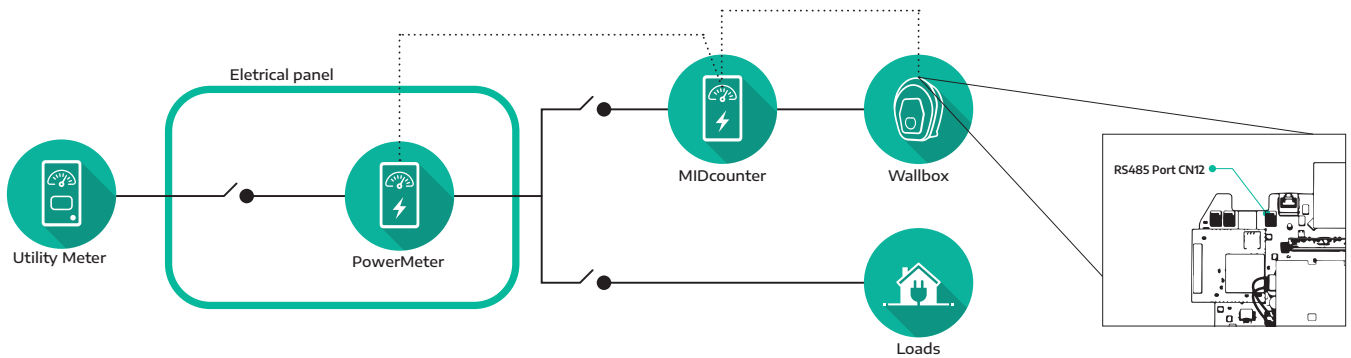 Eletrical panel
Utility Meter
PowerMeter
MIDcounter
Wallbox
Loads
RS485 Port CN12